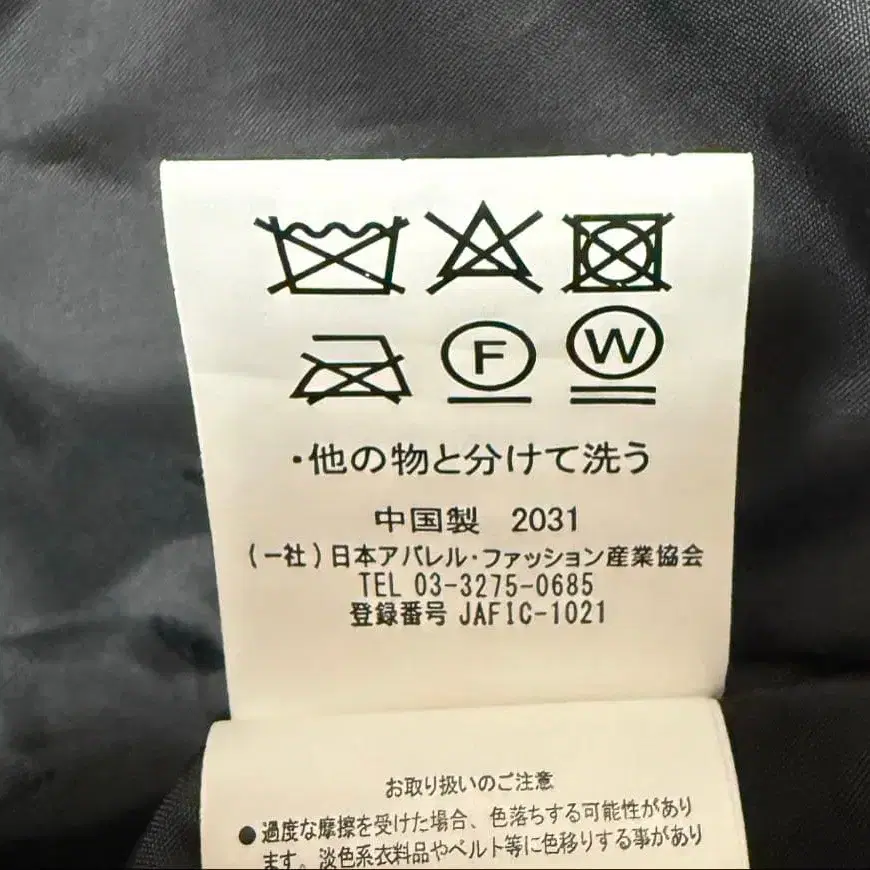 F W
・他の物と分けて洗う
中国製 2031
(一社)日本アパレル・ファッション産業協会
TEL 03-3275-0685
登録番号 JAFIC-1021
お取り扱いのご注意
●過度な摩擦を受けた場合、色落ちする可能性があり
ます。淡色系衣料品やベルト等に色移りする事があり